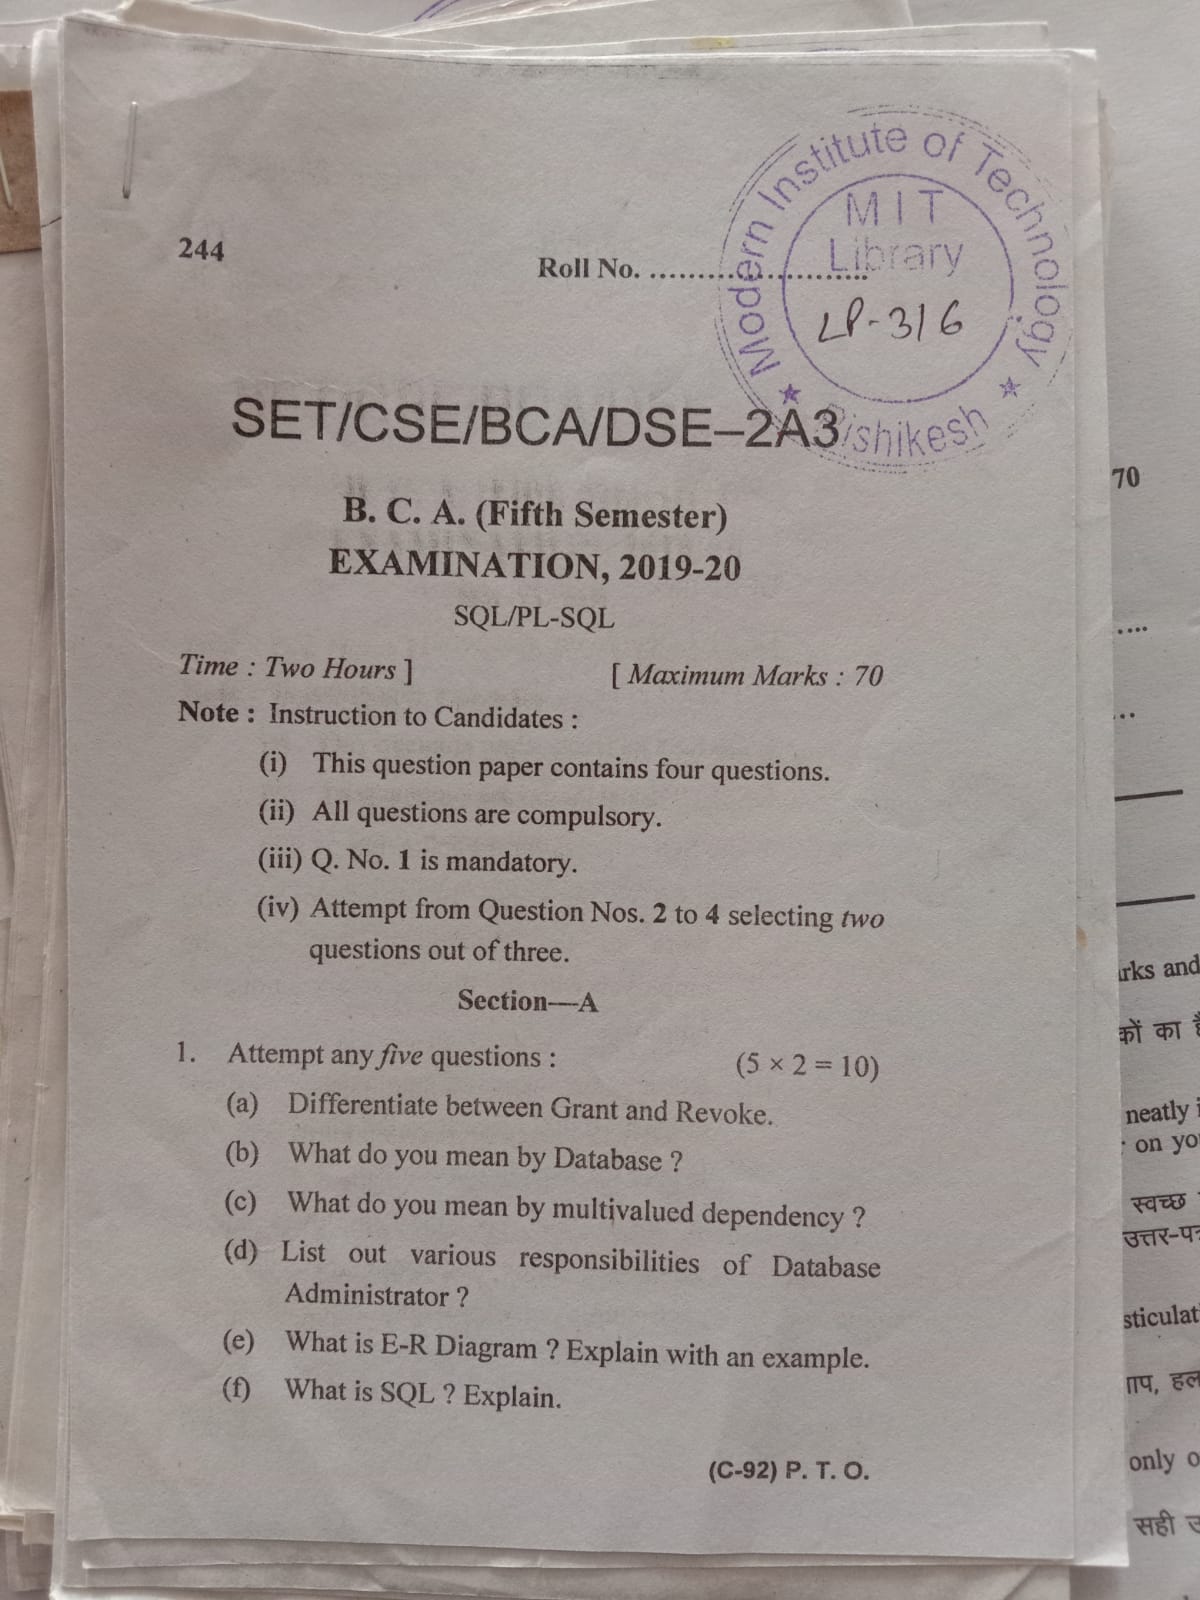 Modern Institute of Technology
MIT
Library
LP-316
Rishikesh
244
Roll No. ............................
SET/CSE/BCA/DSE–2A3
B. C. A. (Fifth Semester)
EXAMINATION, 2019-20
SQL/PL-SQL
Time : Two Hours ] [ Maximum Marks : 70
Note : Instruction to Candidates :
(i) This question paper contains four questions.
(ii) All questions are compulsory.
(iii) Q. No. 1 is mandatory.
(iv) Attempt from Question Nos. 2 to 4 selecting two
questions out of three.
Section—A
1. Attempt any five questions : (5 × 2 = 10)
(a) Differentiate between Grant and Revoke.
(b) What do you mean by Database ?
(c) What do you mean by multivalued dependency ?
(d) List out various responsibilities of Database
Administrator ?
(e) What is E-R Diagram ? Explain with an example.
(f) What is SQL ? Explain.
(C-92) P. T. O.
70
rks and
कों का
neatly
on yo
स्वच्छ
उत्तर-प
sticulat
only o
सही